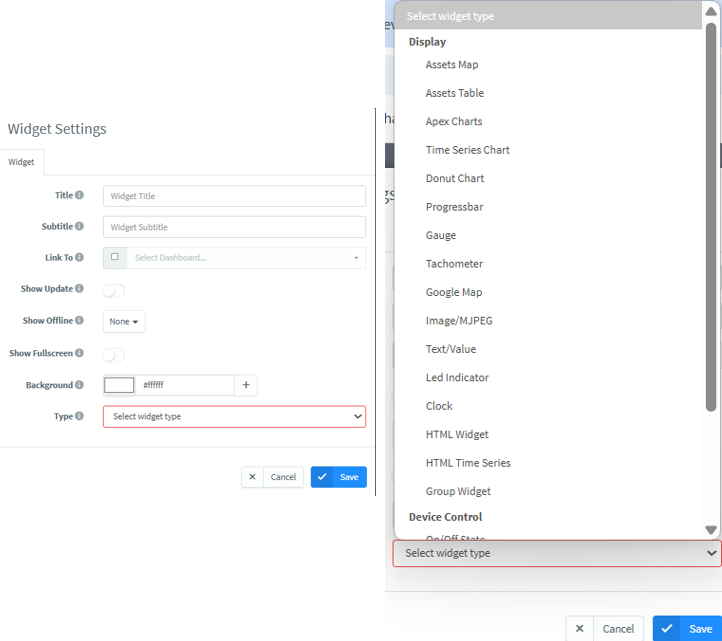 Widget Settings
Widget
Title
Widget Title
Subtitle
Widget Subtitle
Link To
Select Dashboard...
Show Update
Show Offline
None
Show Fullscreen
Background
#ffffff
+
Type
Select widget type
Cancel
Save
Select widget type
Display
Assets Map
Assets Table
Apex Charts
Time Series Chart
Donut Chart
Progressbar
Gauge
Tachometer
Google Map
Image/MJPEG
Text/Value
Led Indicator
Clock
HTML Widget
HTML Time Series
Group Widget
Device Control
On/Off State
Select widget type
Cancel
Save